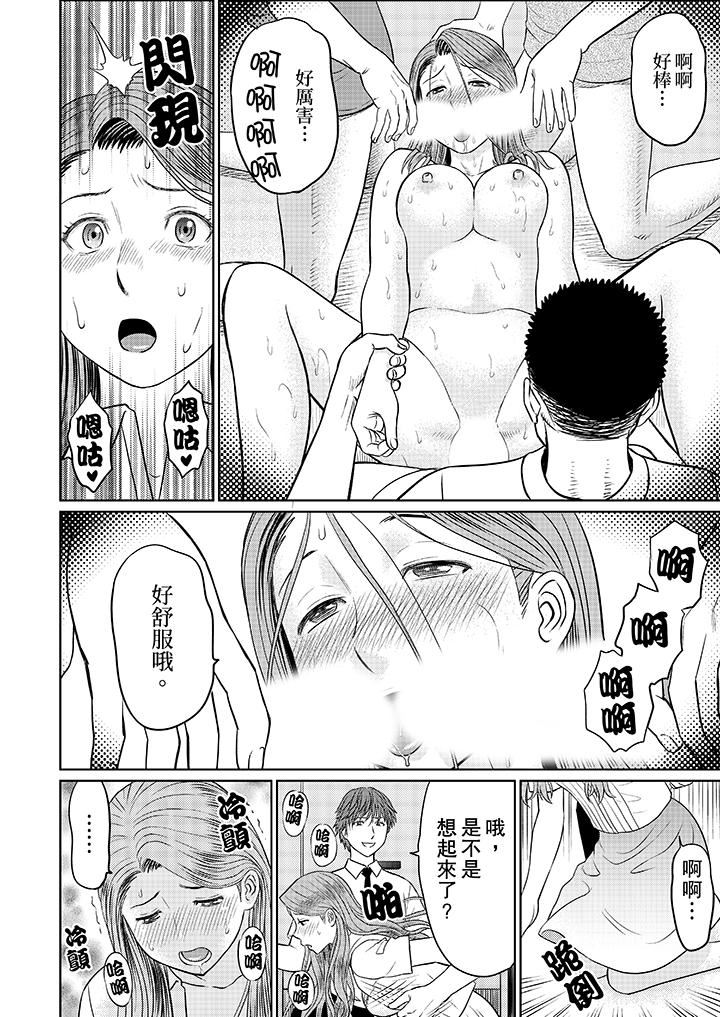 啊啊
好棒…
好厲害…
啊啊啊啊
閃現
嗯咕♥
嗯咕♥
啊啊啊啊
好舒服哦。
啊啊…
跪倒
哦，
是不是
想起來了？
哈啊
哈啊
啪
哈啊
冷顫
……
冷顫
哈啊
哈啊